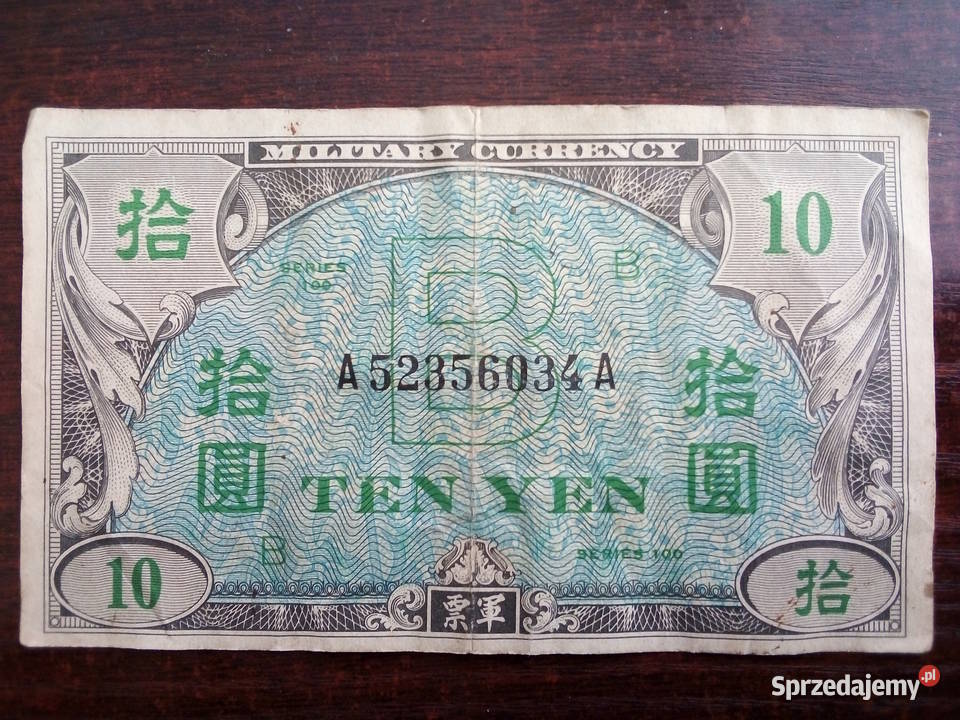 MILITARY CURRENCY
拾
10
SERIES
100
B
B
A52356034A
拾
圓
拾
圓
TEN YEN
B
SERIES 100
10
票軍
拾
Sprzedajemy.pl